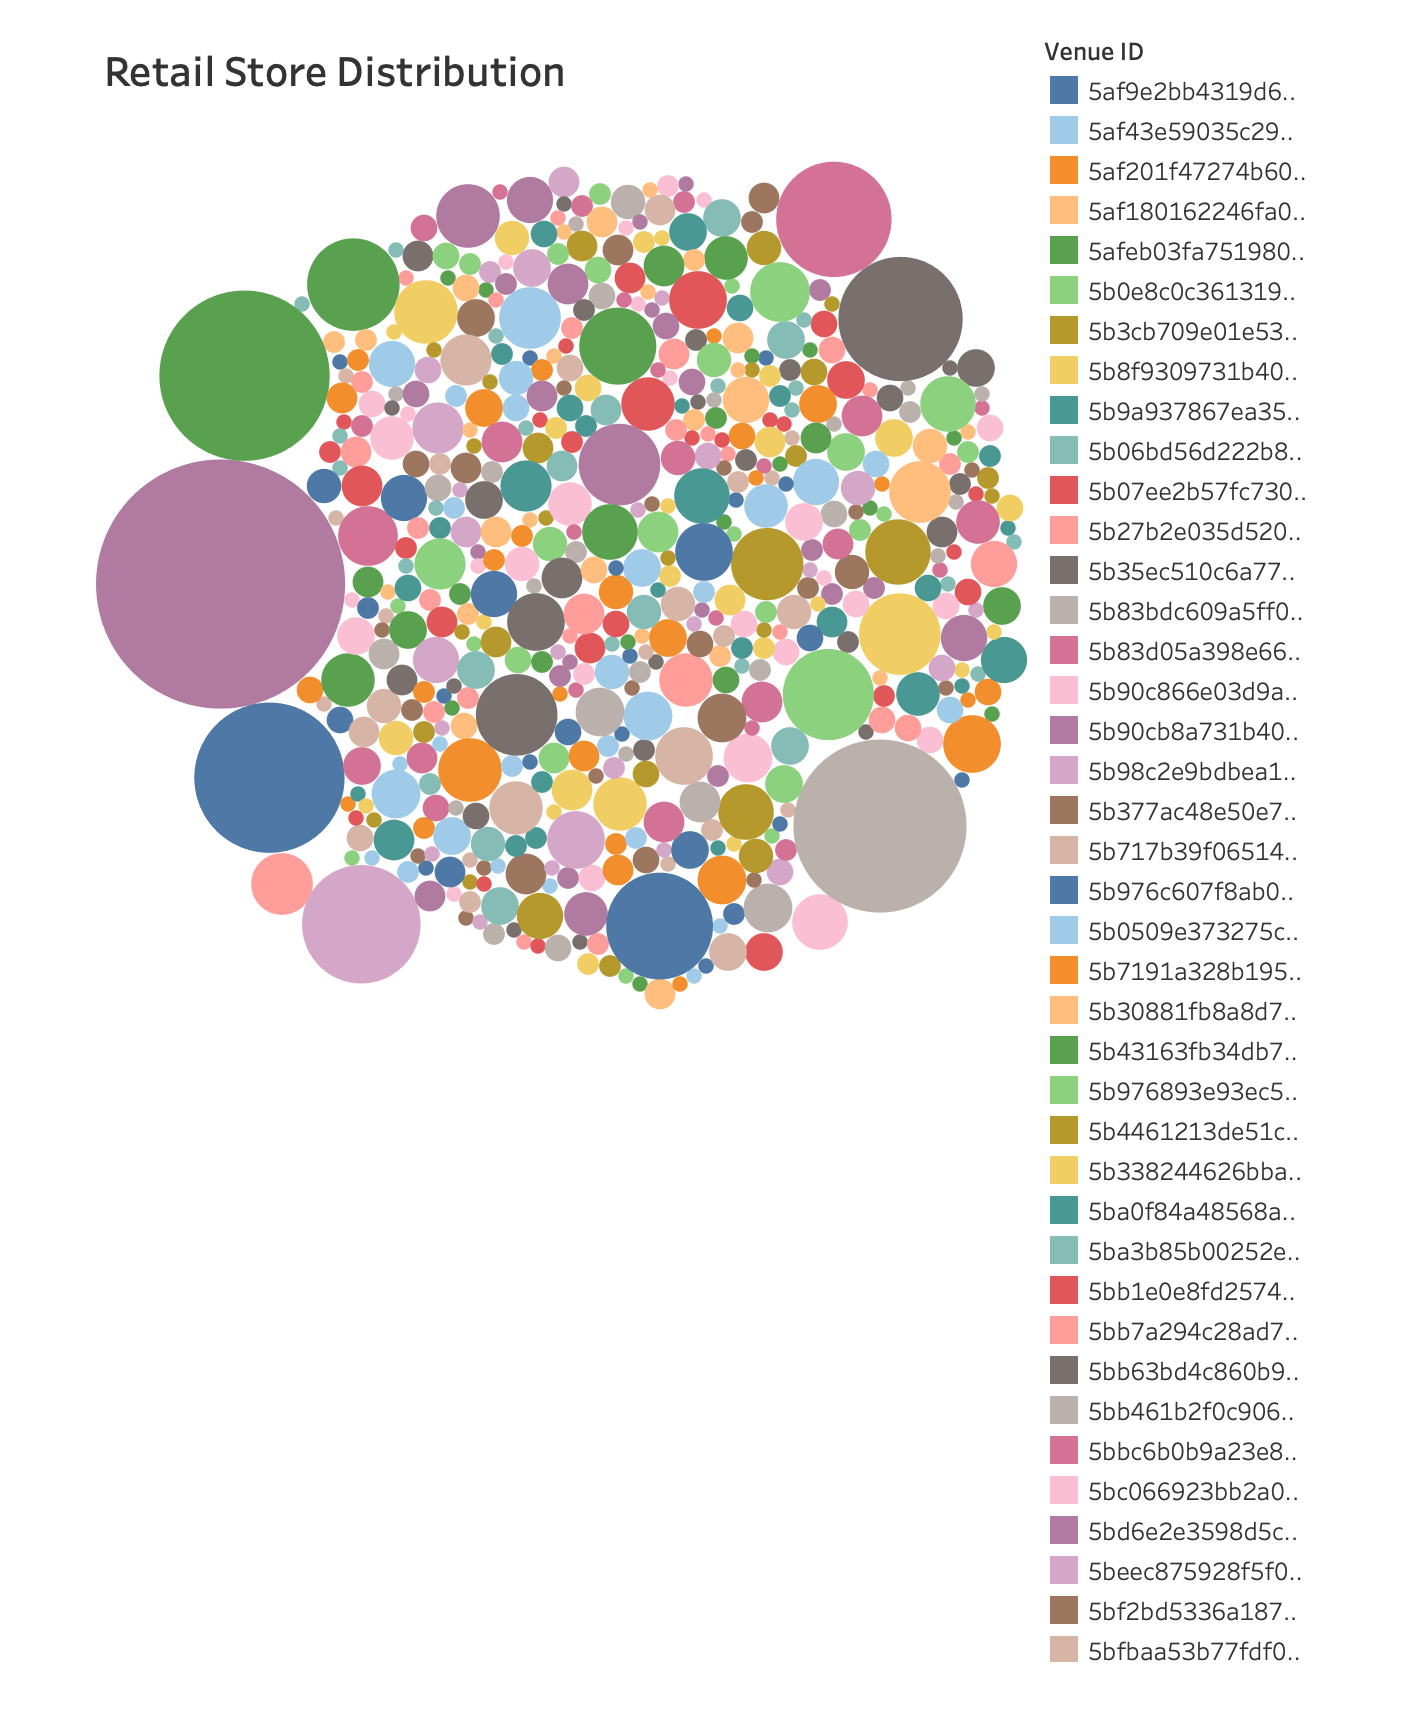 Retail Store Distribution
Venue ID
5af9e2bb4319d6..
5af43e59035c29..
5af201f47274b60..
5af180162246fa0..
5afeb03fa751980..
5b0e8c0c361319..
5b3cb709e01e53..
5b8f9309731b40..
5b9a937867ea35..
5b06bd56d222b8..
5b07ee2b57fc730..
5b27b2e035d520..
5b35ec510c6a77..
5b83bdc609a5ff0..
5b83d05a398e66..
5b90c866e03d9a..
5b90cb8a731b40..
5b98c2e9bdbea1..
5b377ac48e50e7..
5b717b39f06514..
5b976c607f8ab0..
5b0509e373275c..
5b7191a328b195..
5b30881fb8a8d7..
5b43163fb34db7..
5b976893e93ec5..
5b4461213de51c..
5b338244626bba..
5ba0f84a48568a..
5ba3b85b00252e..
5bb1e0e8fd2574..
5bb7a294c28ad7..
5bb63bd4c860b9..
5bb461b2f0c906..
5bbc6b0b9a23e8..
5bc066923bb2a0..
5bd6e2e3598d5c..
5beec875928f5f0..
5bf2bd5336a187..
5bfbaa53b77fdf0..